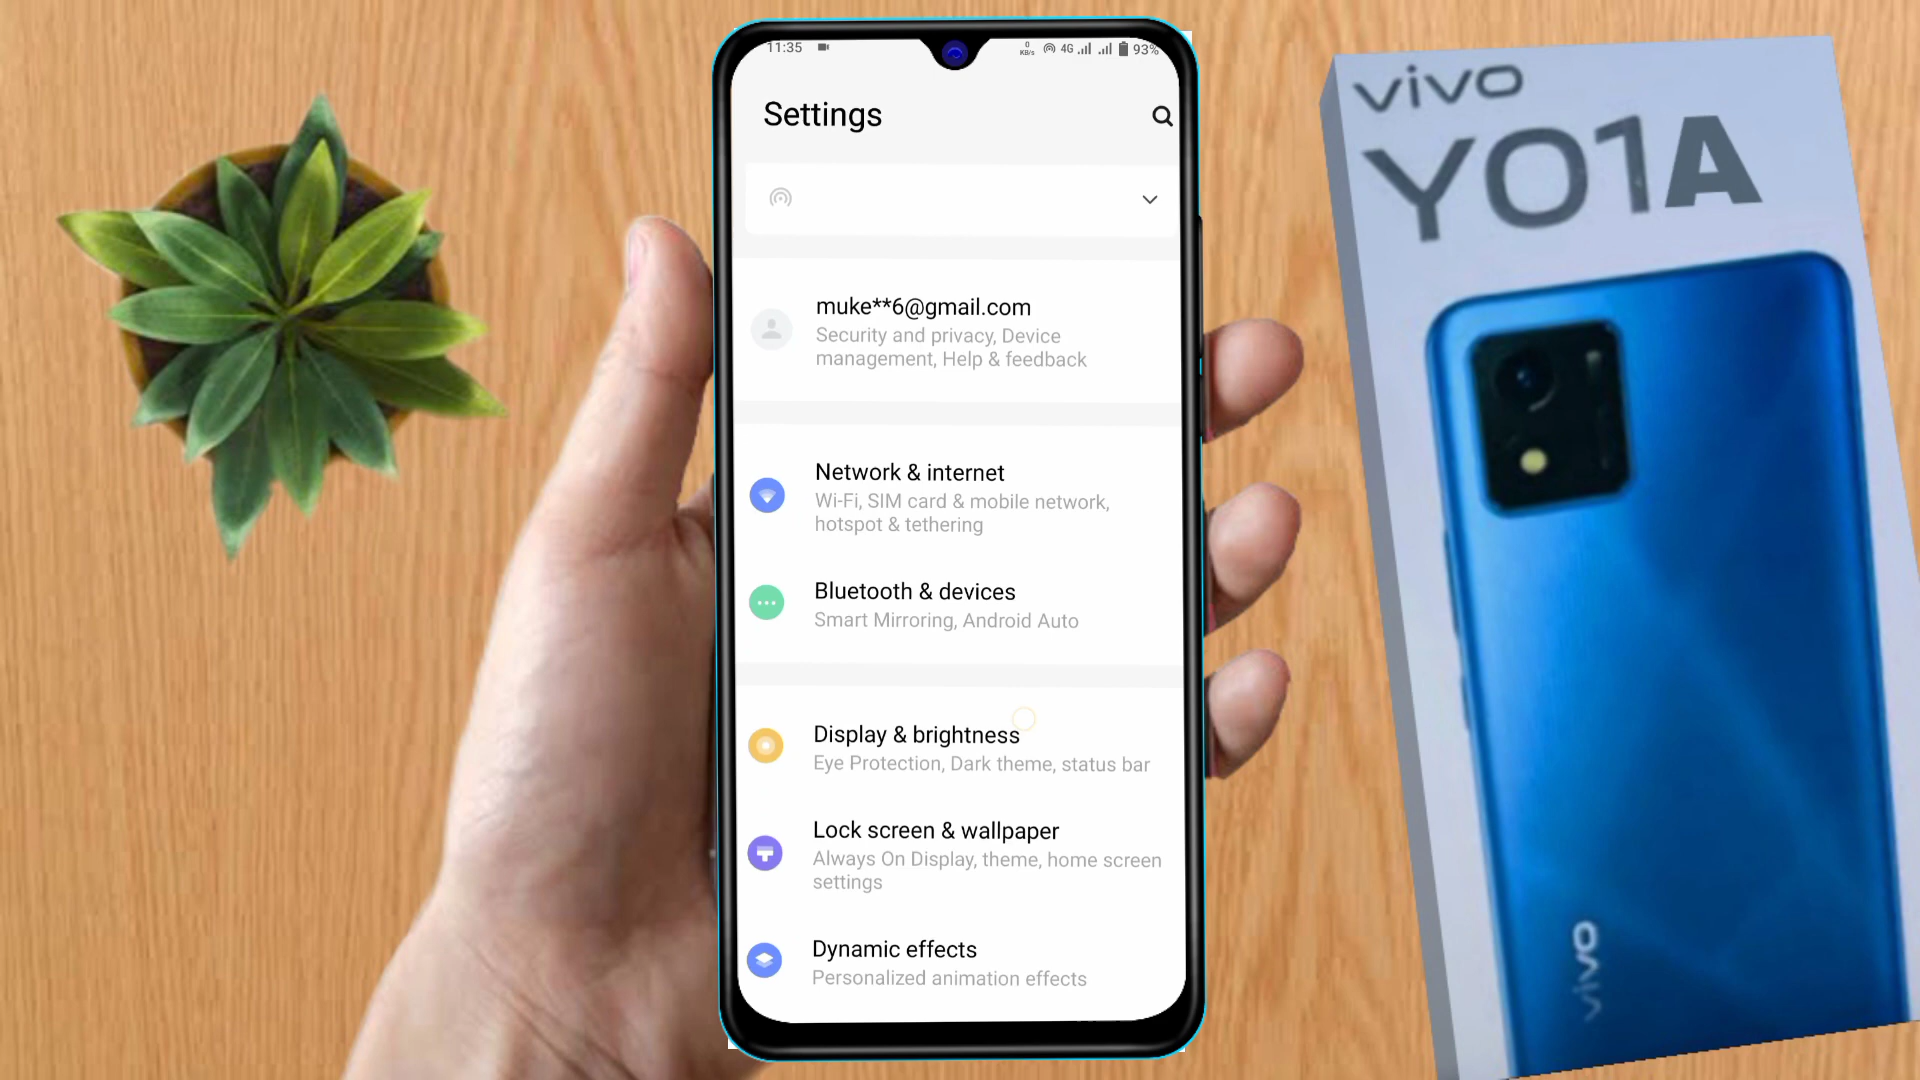 11:35
0
KB/s
4G
93%
Settings
muke**6@gmail.com
Security and privacy, Device
management, Help & feedback
Network & internet
Wi-Fi, SIM card & mobile network,
hotspot & tethering
Bluetooth & devices
Smart Mirroring, Android Auto
Display & brightness
Eye Protection, Dark theme, status bar
Lock screen & wallpaper
Always On Display, theme, home screen
settings
Dynamic effects
Personalized animation effects
vivo
Y01A
vivo